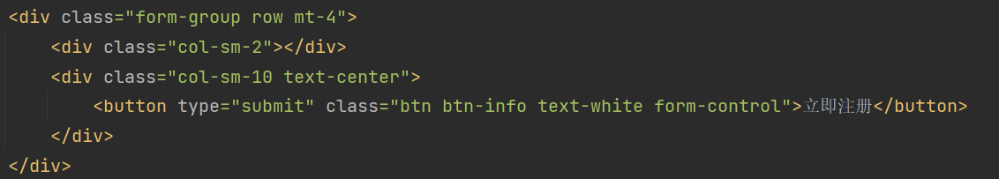 <div class="form-group row mt-4">
    <div class="col-sm-2"></div>
    <div class="col-sm-10 text-center">
        <button type="submit" class="btn btn-info text-white form-control">立即注册</button>
    </div>
</div>